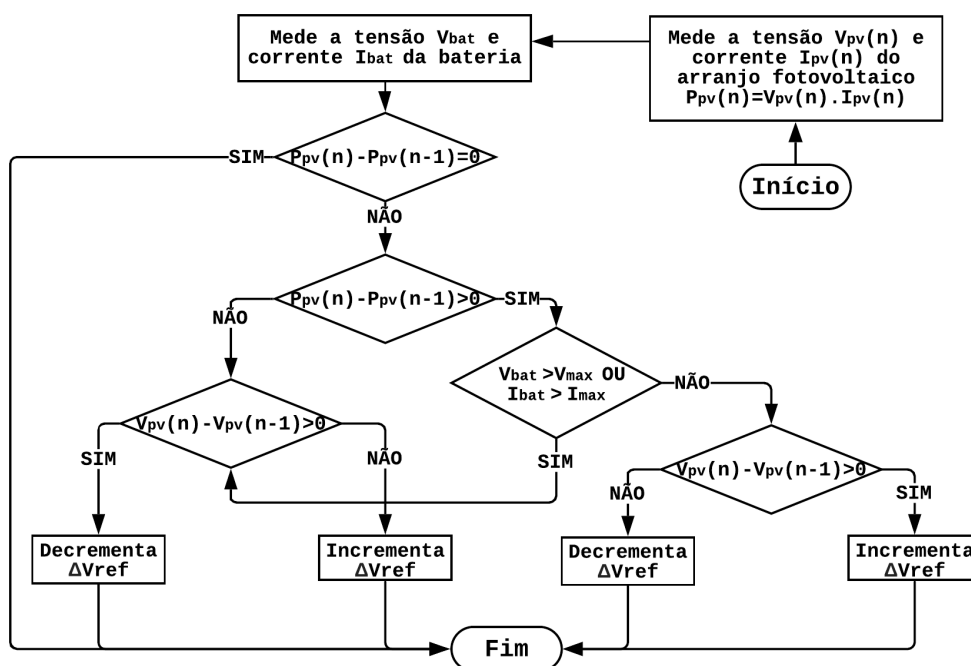 Início
Mede a tensão Vpv(n) e
corrente Ipv(n) do
arranjo fotovoltaico
Ppv(n)=Vpv(n).Ipv(n)
Mede a tensão Vbat e
corrente Ibat da bateria
Ppv(n)-Ppv(n-1)=0
SIM
NÃO
Ppv(n)-Ppv(n-1)>0
NÃO
SIM
Vbat >Vmax OU
Ibat> Imax
NÃO
SIM
Vpv(n)-Vpv(n-1)>0
SIM
NÃO
Vpv(n)-Vpv(n-1)>0
NÃO
SIM
Decrementa
ΔVref
Incrementa
ΔVref
Decrementa
ΔVref
Incrementa
ΔVref
Fim